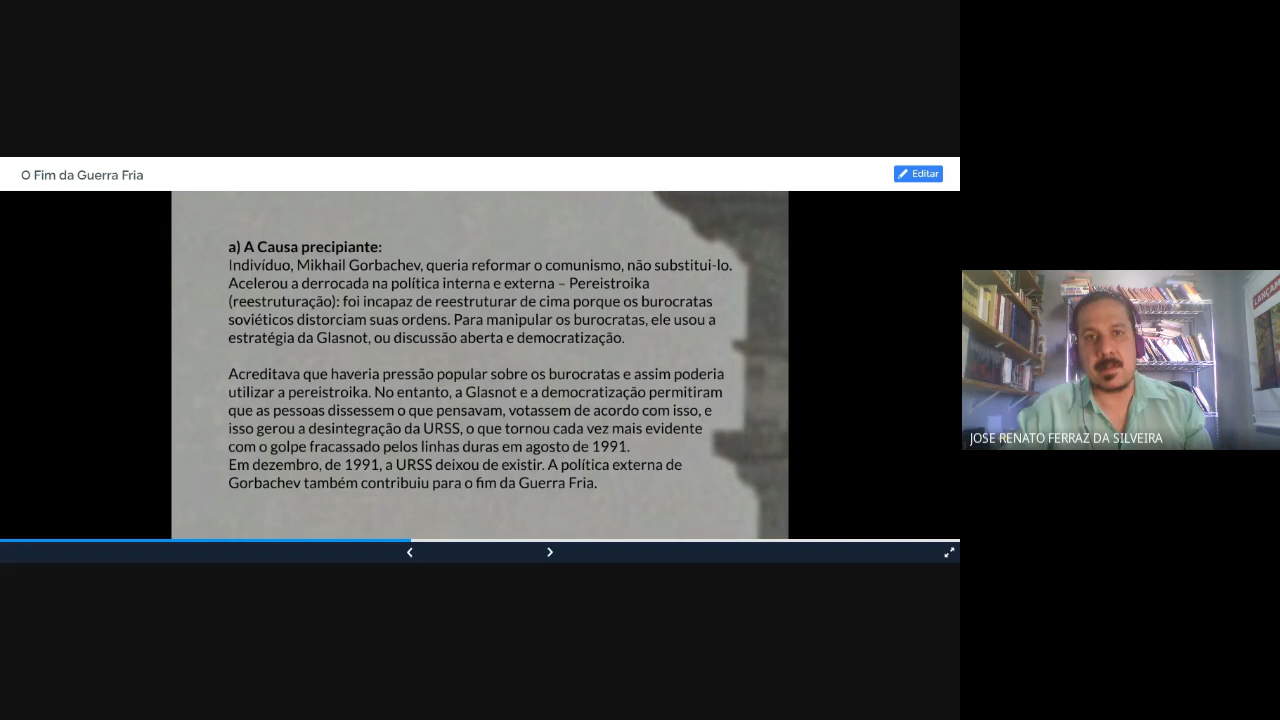 O Fim da Guerra Fria
Editar
a) A Causa precipiante:
Indivíduo, Mikhail Gorbachev, queria reformar o comunismo, não substitui-lo.
Acelerou a derrocada na política interna e externa – Pereistroika
(reestruturação): foi incapaz de reestruturar de cima porque os burocratas
soviéticos distorciam suas ordens. Para manipular os burocratas, ele usou a
estratégia da Glasnot, ou discussão aberta e democratização.
Acreditava que haveria pressão popular sobre os burocratas e assim poderia
utilizar a pereistroika. No entanto, a Glasnot e a democratização permitiram
que as pessoas dissessem o que pensavam, votassem de acordo com isso, e
isso gerou a desintegração da URSS, o que tornou cada vez mais evidente
com o golpe fracassado pelos linhas duras em agosto de 1991.
Em dezembro, de 1991, a URSS deixou de existir. A política externa de
Gorbachev também contribuiu para o fim da Guerra Fria.
LANÇAM
JOSE RENATO FERRAZ DA SILVEIRA